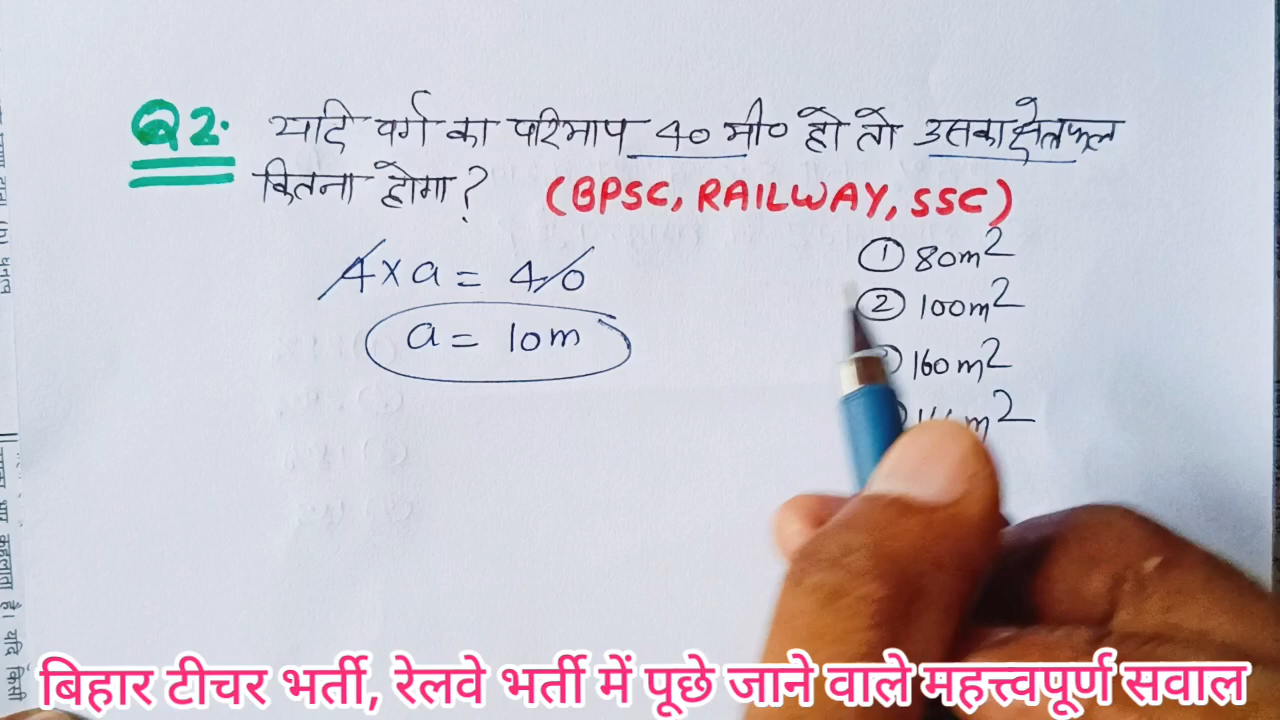 Q2. यदि वर्ग का परिमाप 40 मी० हो तो उसका क्षेत्रफल
कितना होगा? (BPSC, RAILWAY, SSC)
4 × a = 40
a = 10m
① 80m²
② 100m²
160m²
m²
बिहार टीचर भर्ती, रेलवे भर्ती में पूछे जाने वाले महत्त्वपूर्ण सवाल